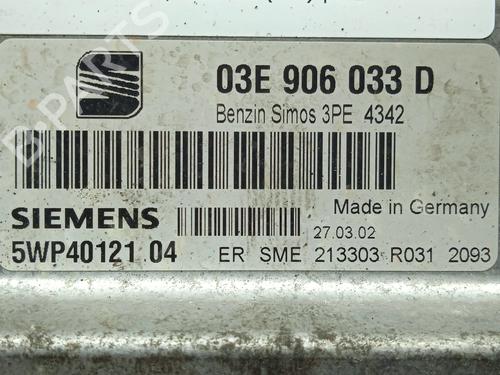 03E 906 033 D
Benzin Simos 3PE 4342
SIEMENS
Made in Germany
27.03.02
5WP40121 04
ER SME 213303 R031 2093
B-PARTS